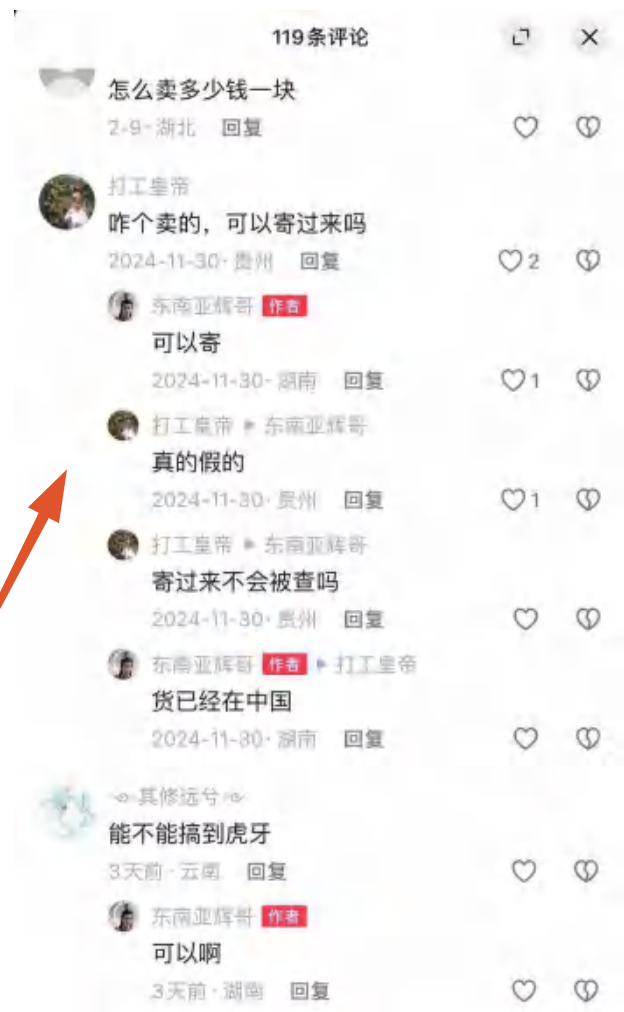 119条评论
怎么卖多少钱一块
2-9·湖北 回复
打工皇帝
咋个卖的，可以寄过来吗
2024-11-30·贵州 回复
2
东南亚辉哥 作者
可以寄
2024-11-30·湖南 回复
1
打工皇帝 ▶ 东南亚辉哥
真的假的
2024-11-30·贵州 回复
1
打工皇帝 ▶ 东南亚辉哥
寄过来不会被查吗
2024-11-30·贵州 回复
东南亚辉哥 作者 ▶ 打工皇帝
货已经在中国
2024-11-30·湖南 回复
其修远兮
能不能搞到虎牙
3天前·云南 回复
东南亚辉哥 作者
可以啊
3天前·湖南 回复